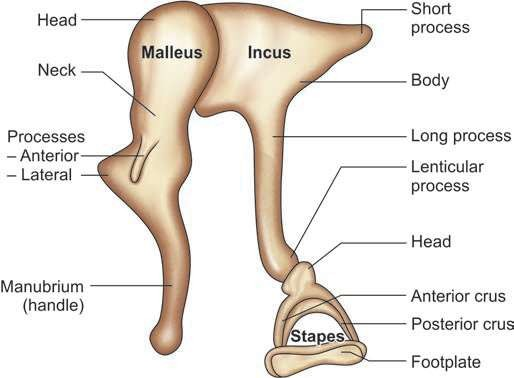 Head
Neck
Processes
– Anterior
– Lateral
Manubrium
(handle)
Malleus
Incus
Short
process
Body
Long process
Lenticular
process
Head
Anterior crus
Posterior crus
Stapes
Footplate